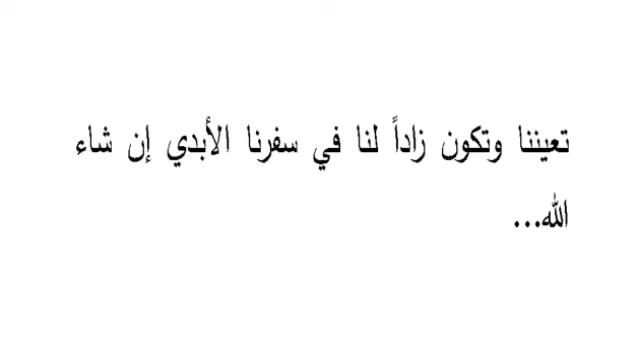 تعيننا وتكون زاداً لنا في سفرنا الأبدي إن شاء
الله...